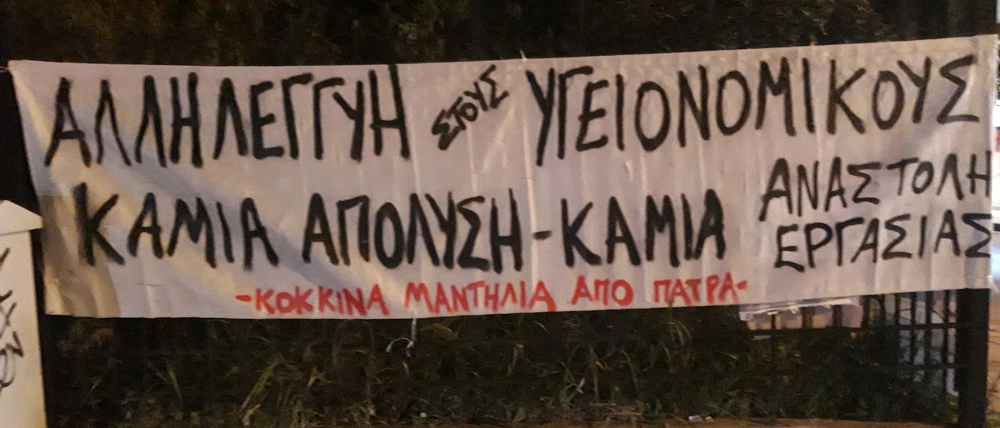 ΑΛΛΗΛΕΓΓΥΗ ΣΤΟΥΣ ΥΓΕΙΟΝΟΜΙΚΟΥΣ
ΚΑΜΙΑ ΑΠΟΛΥΣΗ - ΚΑΜΙΑ ΑΝΑΣΤΟΛΗ
ΕΡΓΑΣΙΑΣ
-ΚΟΚΚΙΝΑ ΜΑΝΤΗΛΙΑ ΑΠΟ ΠΑΤΡΑ-